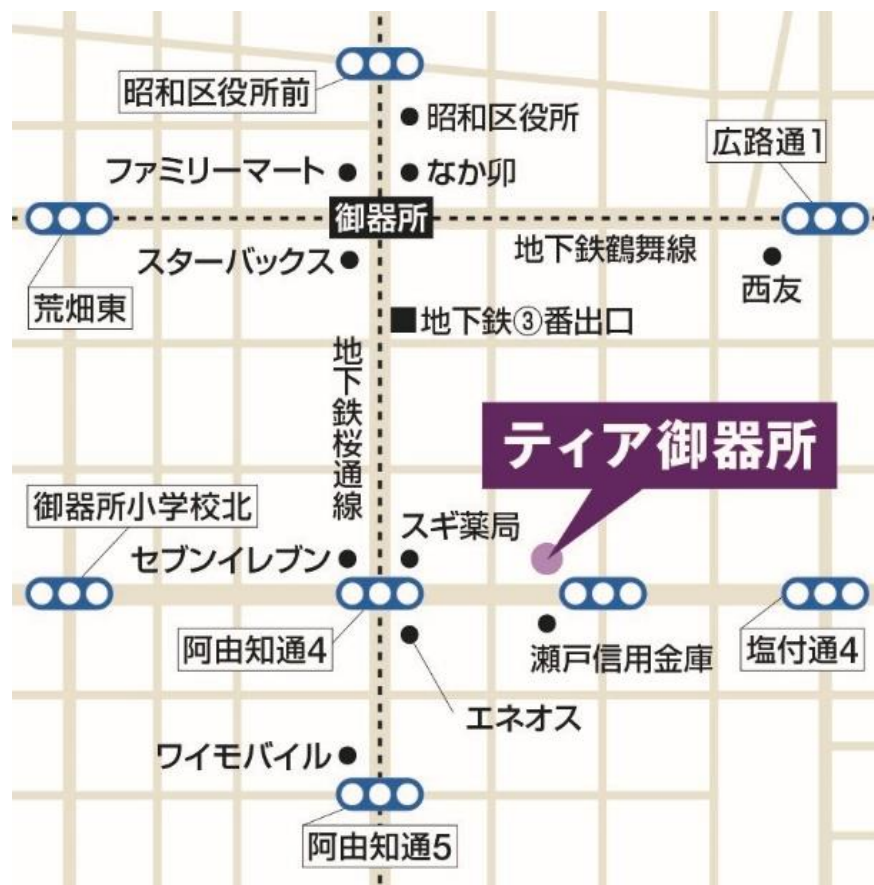 昭和区役所前
昭和区役所
広路通1
ファミリーマート
なか卯
御器所
地下鉄鶴舞線
スターバックス
西友
荒畑東
■地下鉄③番出口
地下鉄桜通線
ティア御器所
御器所小学校北
スギ薬局
セブンイレブン
阿由知通4
瀬戸信用金庫
塩付通4
エネオス
ワイモバイル
阿由知通5